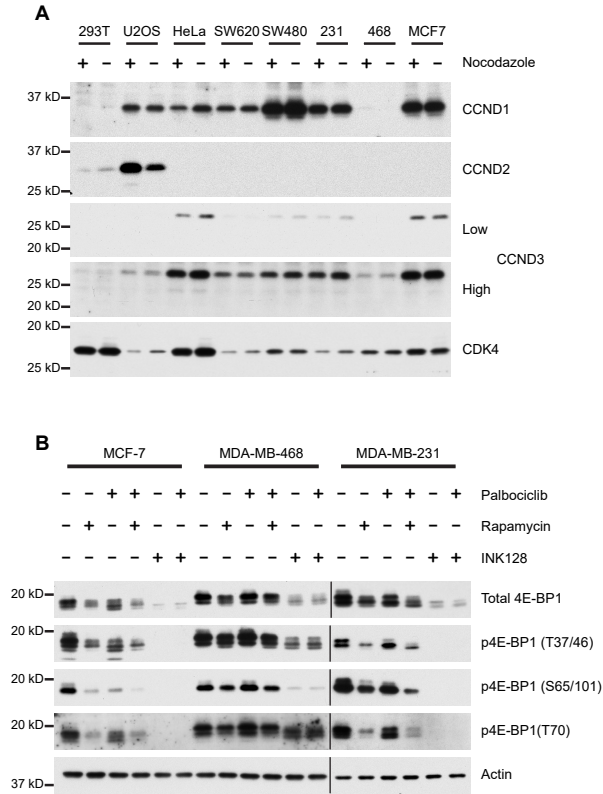 A
293T U2OS HeLa SW620 SW480 231 468 MCF7
+ − + − + − + − + − + − + − + − Nocodazole
37 kD
CCND1
37 kD
CCND2
25 kD
25 kD
Low
20 kD
CCND3
25 kD
High
20 kD
20 kD
CDK4
25 kD
B
MCF-7 MDA-MB-468 MDA-MB-231
− − + + − + − − + + − + − − + + − + Palbociclib
− + − + − − − + − + − − − + − + − − Rapamycin
− − − − + + − − − − + + − − − − + + INK128
20 kD Total 4E-BP1
20 kD p4E-BP1 (T37/46)
20 kD p4E-BP1 (S65/101)
20 kD p4E-BP1(T70)
Actin
37 kD